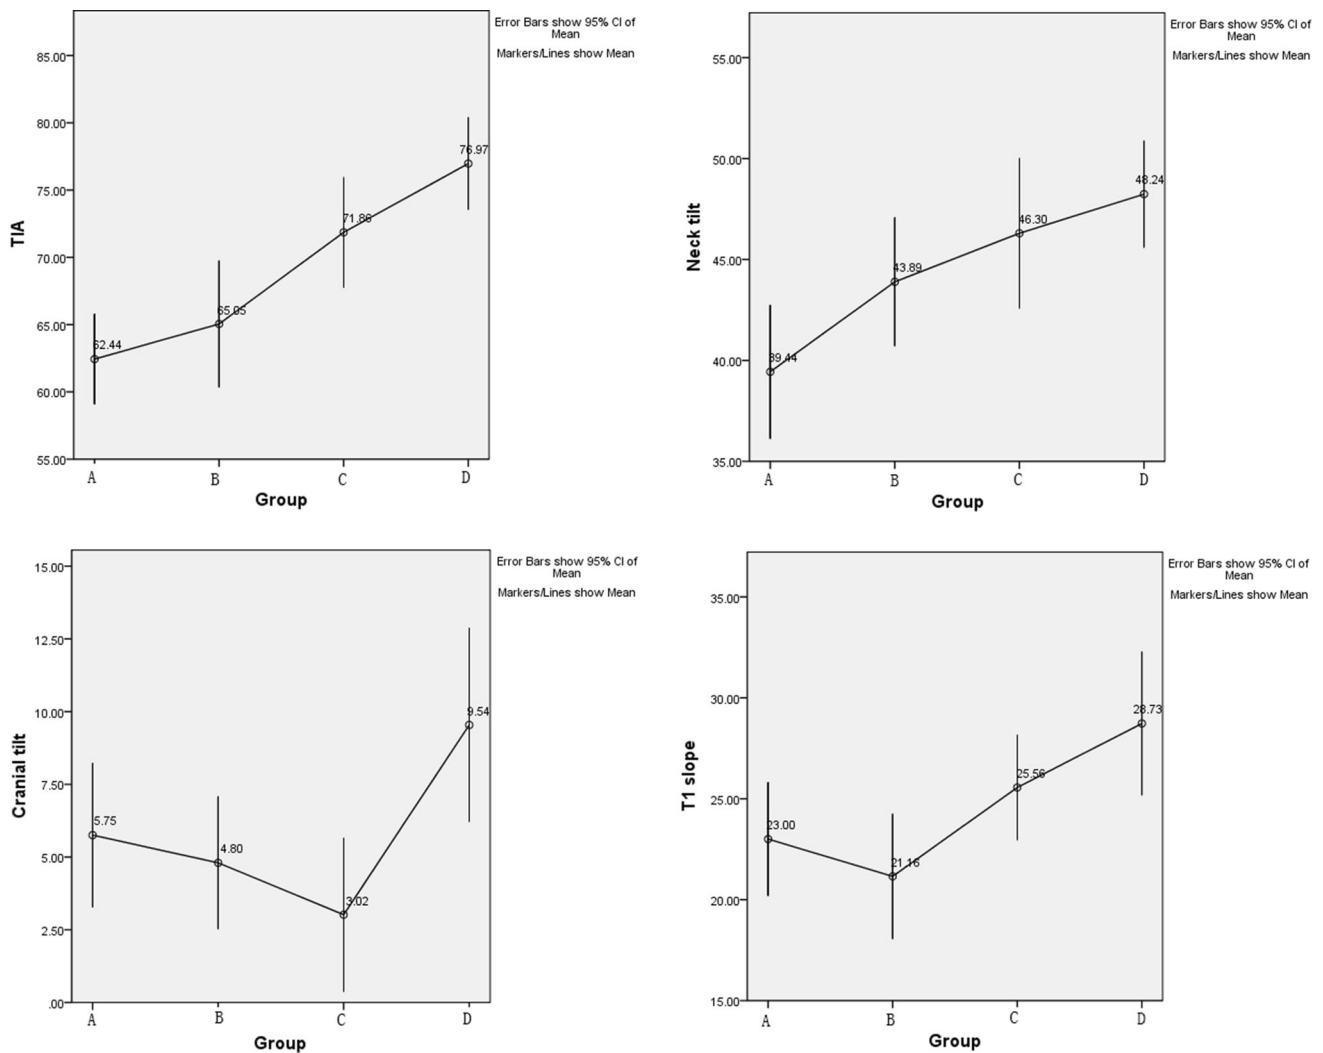 Error Bars show 95% CI of
Mean
Markers/Lines show Mean
85.00
80.00
75.00
70.00
65.00
60.00
55.00
TIA
62.44
65.05
71.86
76.97
A B C D
Group
Error Bars show 95% CI of
Mean
Markers/Lines show Mean
55.00
50.00
45.00
40.00
35.00
Neck tilt
39.44
43.89
46.30
48.24
A B C D
Group
Error Bars show 95% CI of
Mean
Markers/Lines show Mean
15.00
12.50
10.00
7.50
5.00
2.50
.00
Cranial tilt
5.75
4.80
3.02
9.54
A B C D
Group
Error Bars show 95% CI of
Mean
Markers/Lines show Mean
35.00
30.00
25.00
20.00
15.00
T1 slope
23.00
21.16
25.56
28.73
A B C D
Group